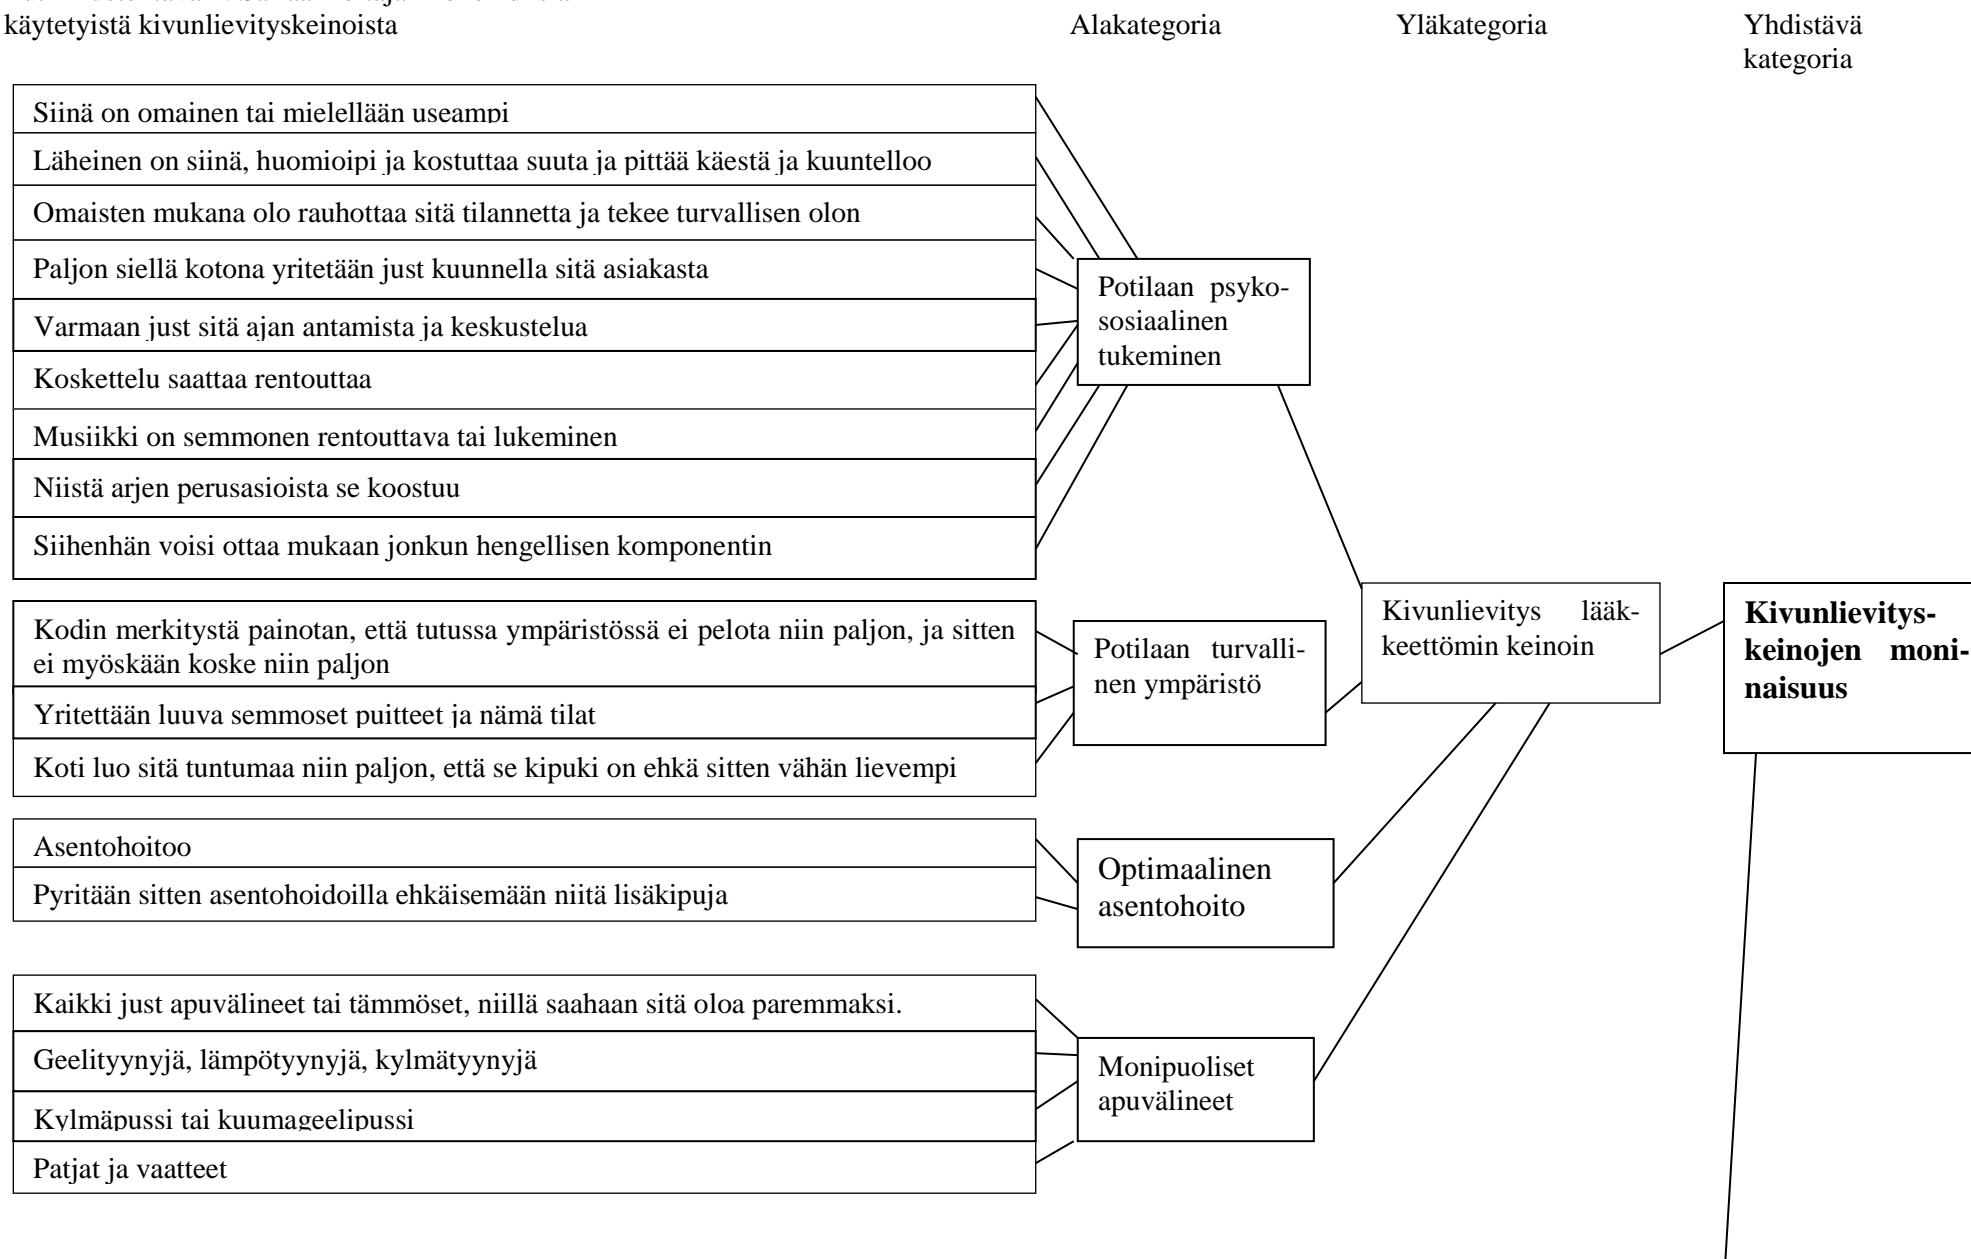 käytetyistä kivunlievityskeinoista
Alakategoria
Yläkategoria
Yhdistävä
kategoria
Siinä on omainen tai mielellään useampi
Läheinen on siinä, huomioipi ja kostuttaa suuta ja pittää käestä ja kuuntelloo
Omaisten mukana olo rauhottaa sitä tilannetta ja tekee turvallisen olon
Paljon siellä kotona yritetään just kuunnella sitä asiakasta
Varmaan just sitä ajan antamista ja keskustelua
Koskettelu saattaa rentouttaa
Musiikki on semmonen rentouttava tai lukeminen
Niistä arjen perusasioista se koostuu
Siihenhän voisi ottaa mukaan jonkun hengellisen komponentin
Potilaan psyko-
sosiaalinen
tukeminen
Kodin merkitystä painotan, että tutussa ympäristössä ei pelota niin paljon, ja sitten
ei myöskään koske niin paljon
Yritettään luuva semmoset puitteet ja nämä tilat
Koti luo sitä tuntumaa niin paljon, että se kipuki on ehkä sitten vähän lievempi
Potilaan turvalli-
nen ympäristö
Kivunlievitys lääk-
keettömin keinoin
Kivunlievitys-
keinojen moni-
naisuus
Asentohoitoo
Pyritään sitten asentohoidoilla ehkäisemään niitä lisäkipuja
Optimaalinen
asentohoito
Kaikki just apuvälineet tai tämmöset, niillä saahaan sitä oloa paremmaksi.
Geelityynyjä, lämpötyynyjä, kylmätyynyjä
Kylmäpussi tai kuumageelipussi
Patjat ja vaatteet
Monipuoliset
apuvälineet